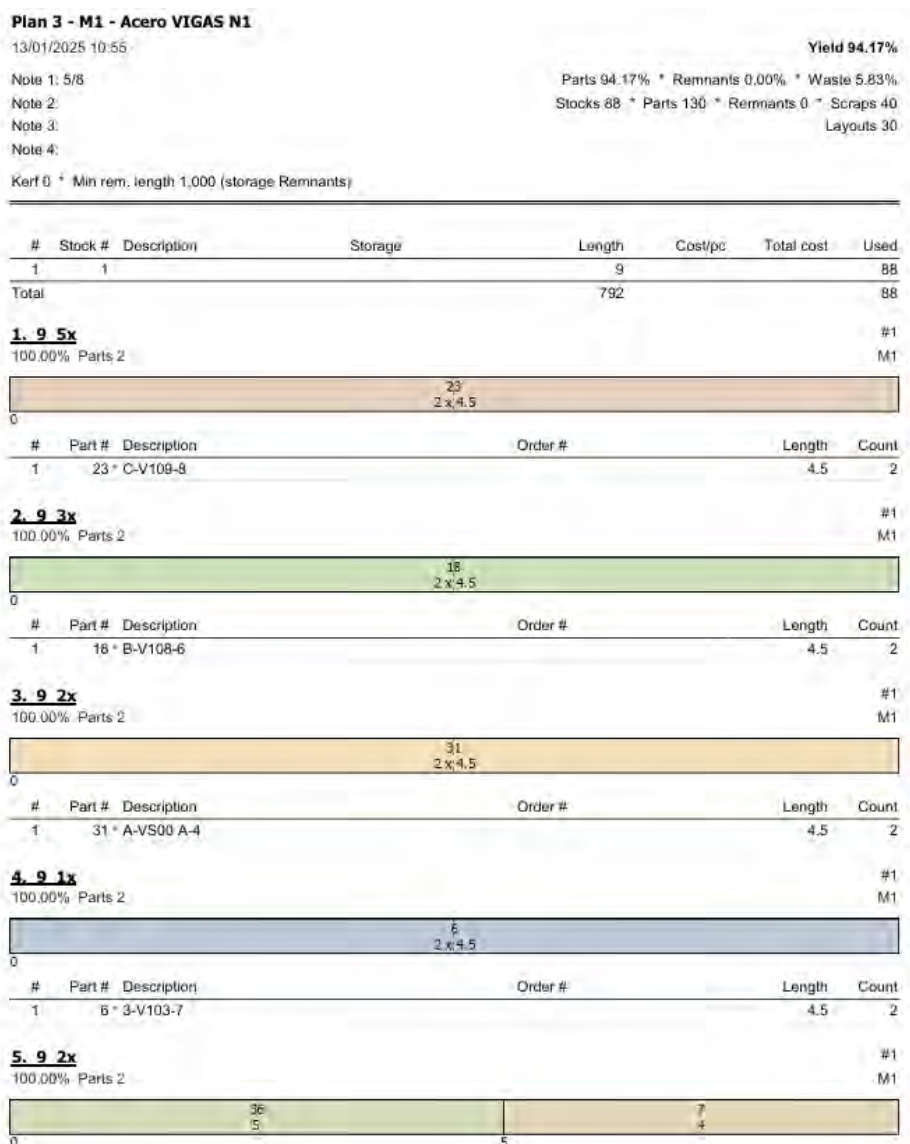 Plan 3 - M1 - Acero VIGAS N1
13/01/2025 10:55
Yield 94.17%
Note 1: 5/8
Parts 94.17% * Remnants 0.00% * Waste 5.83%
Note 2:
Stocks 88 * Parts 130 * Remnants 0 * Scraps 40
Note 3:
Layouts 30
Note 4:
Kerf 0 * Min rem. length 1,000 (storage Remnants)
# Stock # Description Storage Length Cost/pc Total cost Used
1 1 9 88
Total 792 88
1. 9 5x #1
100.00% Parts 2 M1
23
2 x 4.5
0
# Part # Description Order # Length Count
1 23 * C-V109-8 4.5 2
2. 9 3x #1
100.00% Parts 2 M1
18
2 x 4.5
0
# Part # Description Order # Length Count
1 18 * B-V108-6 4.5 2
3. 9 2x #1
100.00% Parts 2 M1
31
2 x 4.5
0
# Part # Description Order # Length Count
1 31 * A-VS00 A-4 4.5 2
4. 9 1x #1
100.00% Parts 2 M1
6
2 x 4.5
0
# Part # Description Order # Length Count
1 6 * 3-V103-7 4.5 2
5. 9 2x #1
100.00% Parts 2 M1
36 7
5 4
0 5